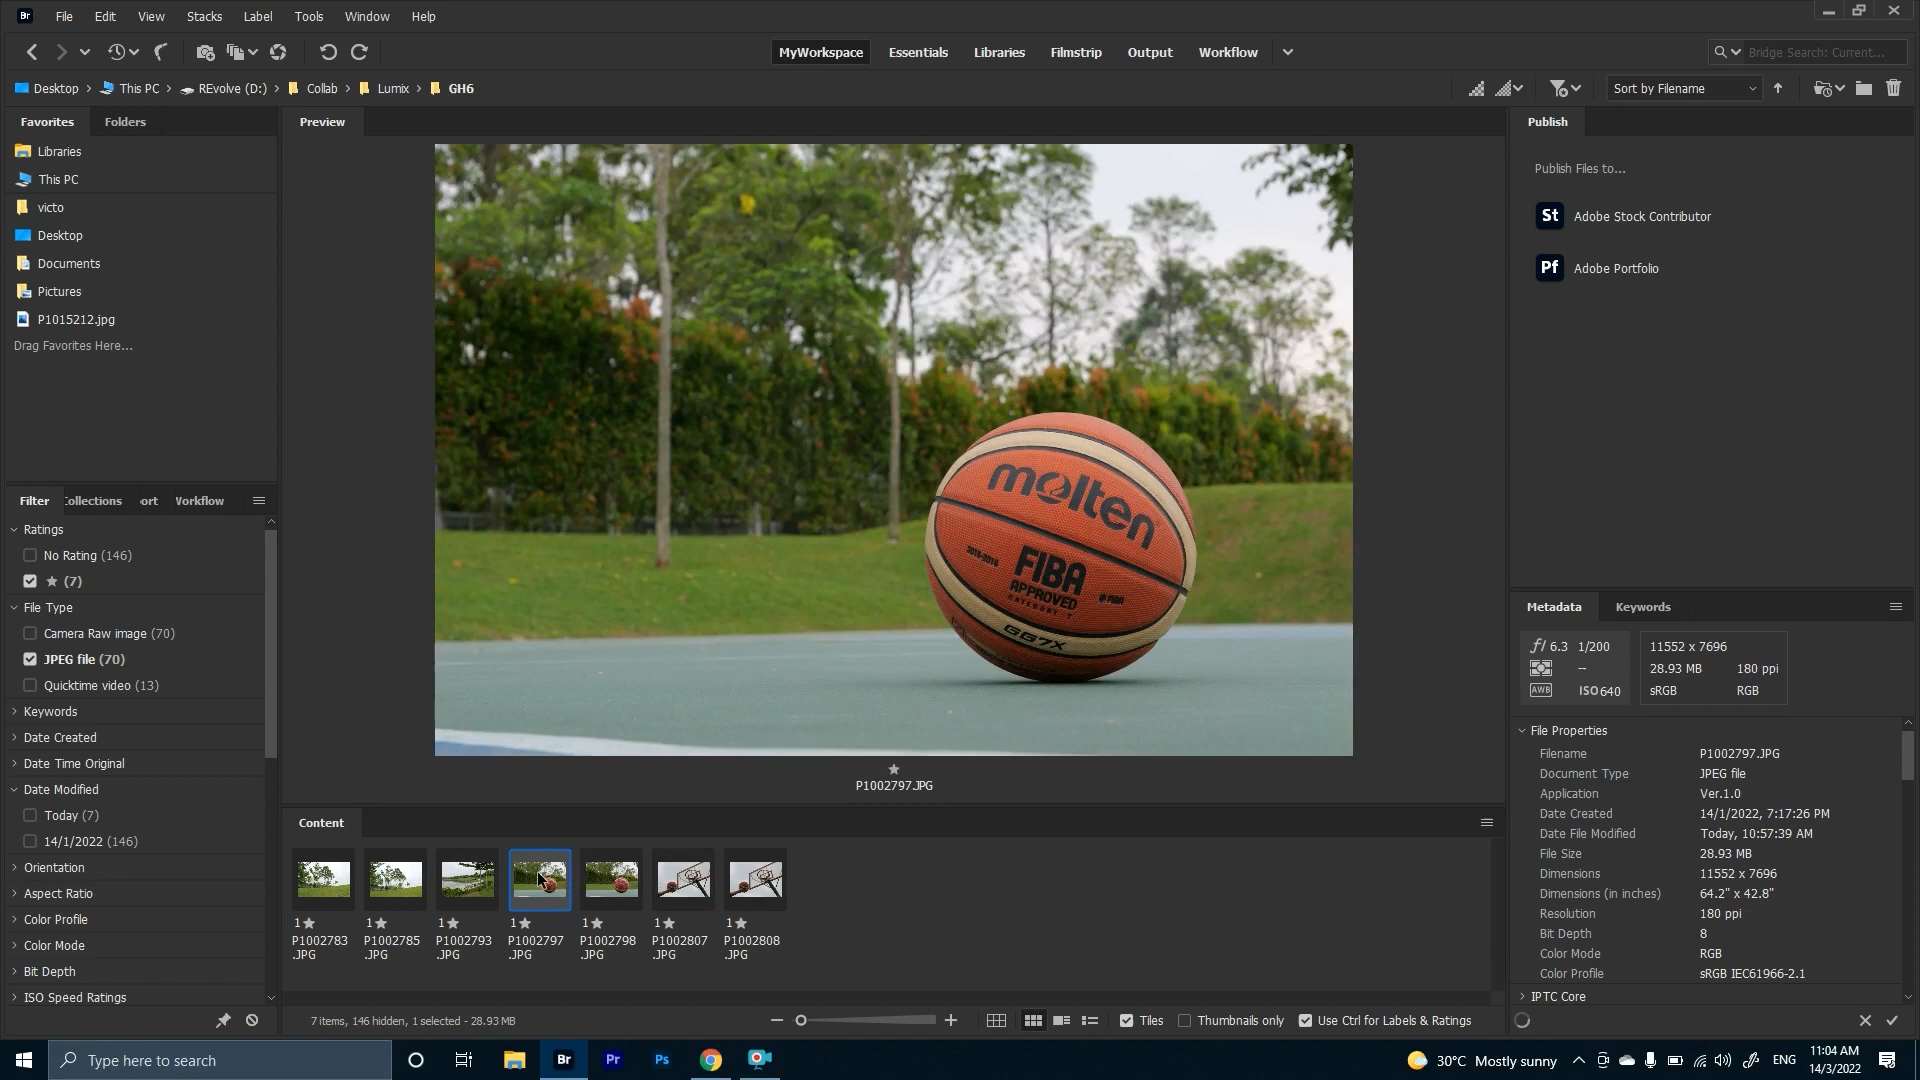 Br File Edit View Stacks Label Tools Window Help
MyWorkspace Essentials Libraries Filmstrip Output Workflow
Bridge Search: Current...
Desktop This PC REvolve (D:) Collab Lumix GH6
Sort by Filename
Favorites Folders
Libraries
This PC
victo
Desktop
Documents
Pictures
P1015212.jpg
Drag Favorites Here...
Filter Collections ort Workflow
Ratings
No Rating (146)
★ (7)
File Type
Camera Raw image (70)
JPEG file (70)
Quicktime video (13)
Keywords
Date Created
Date Time Original
Date Modified
Today (7)
14/1/2022 (146)
Orientation
Aspect Ratio
Color Profile
Color Mode
Bit Depth
ISO Speed Ratings
Preview
molten
FIBA
APPROVED
CATEGORY 7
GG7X
P1002797.JPG
Content
1★ 1★ 1★ 1★ 1★ 1★ 1★
P1002783 P1002785 P1002793 P1002797 P1002798 P1002807 P1002808
.JPG .JPG .JPG .JPG .JPG .JPG .JPG
7 items, 146 hidden, 1 selected - 28.93 MB
Tiles Thumbnails only Use Ctrl for Labels & Ratings
Publish
Publish Files to...
St Adobe Stock Contributor
Pf Adobe Portfolio
Metadata Keywords
f/ 6.3 1/200
--
AWB ISO 640
11552 x 7696
28.93 MB 180 ppi
sRGB RGB
File Properties
Filename P1002797.JPG
Document Type JPEG file
Application Ver.1.0
Date Created 14/1/2022, 7:17:26 PM
Date File Modified Today, 10:57:39 AM
File Size 28.93 MB
Dimensions 11552 x 7696
Dimensions (in inches) 64.2" x 42.8"
Resolution 180 ppi
Bit Depth 8
Color Mode RGB
Color Profile sRGB IEC61966-2.1
IPTC Core
Type here to search
Br Pr Ps
30°C Mostly sunny
ENG
11:04 AM
14/3/2022